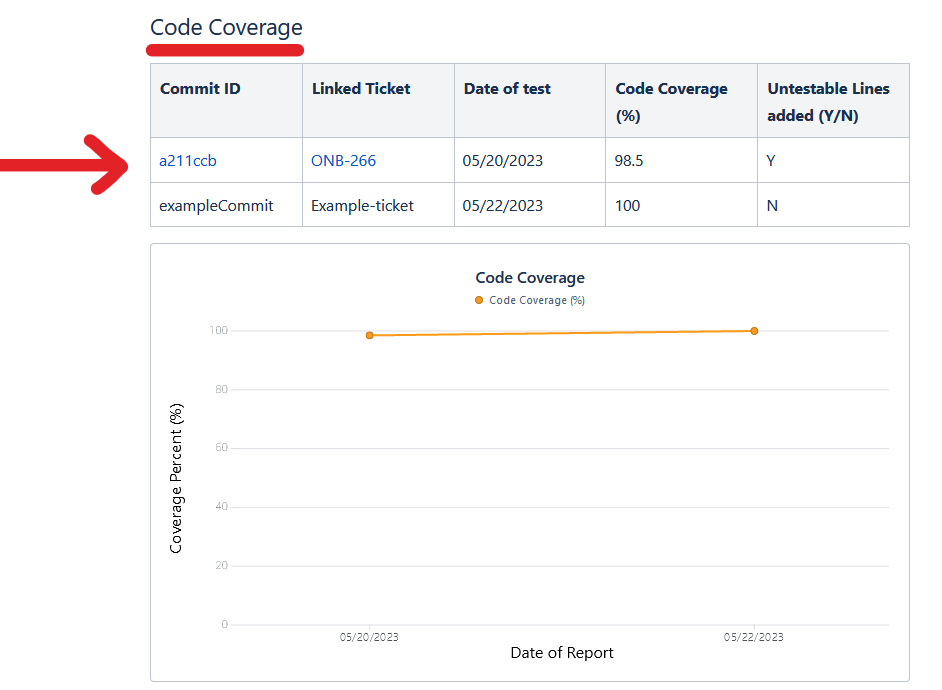 Code Coverage
Commit ID Linked Ticket Date of test Code Coverage (%) Untestable Lines added (Y/N)
a211ccb ONB-266 05/20/2023 98.5 Y
exampleCommit Example-ticket 05/22/2023 100 N
Code Coverage
Code Coverage (%)
100
80
60
40
20
0
Coverage Percent (%)
05/20/2023 05/22/2023
Date of Report